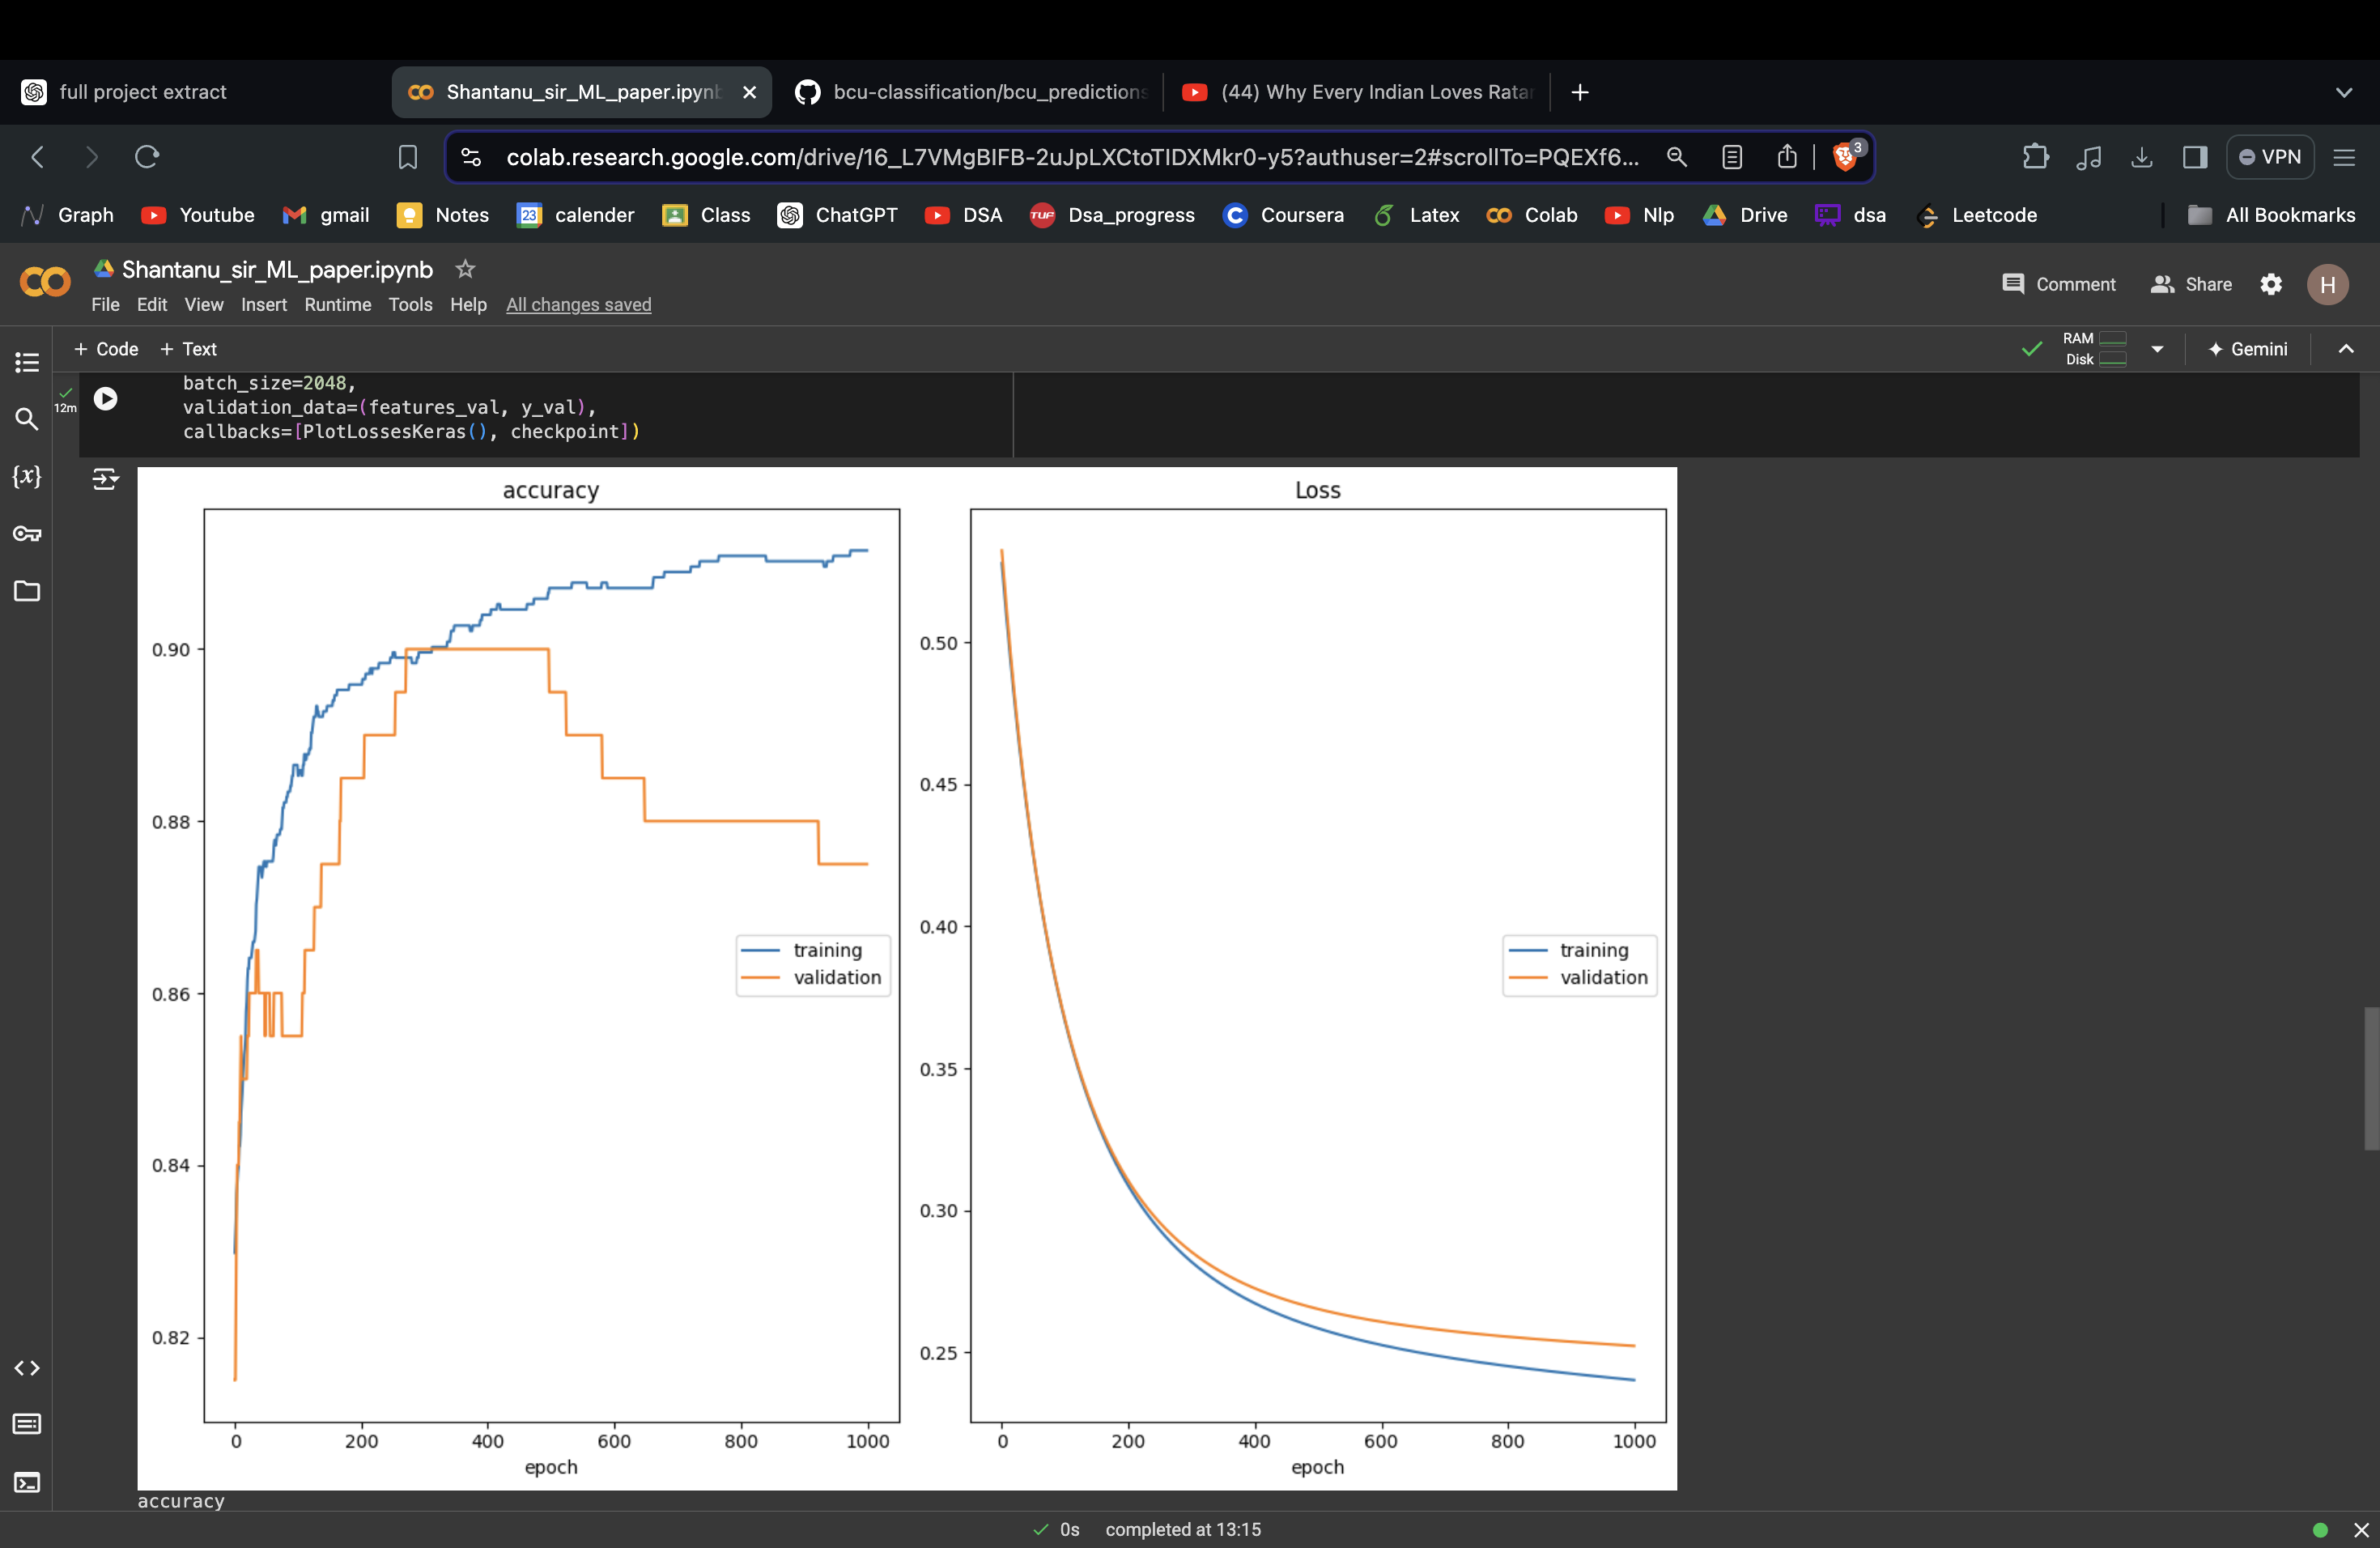 full project extract
Shantanu_sir_ML_paper.ipynb
bcu-classification/bcu_predictions
(44) Why Every Indian Loves Ratan
colab.research.google.com/drive/16_L7VMgBIFB-2uJpLXCtoTIDXMkr0-y5?authuser=2#scrollTo=PQEXf6...
3
VPN
Graph
Youtube
gmail
Notes
23
calender
Class
ChatGPT
DSA
TUF
Dsa_progress
Coursera
Latex
Colab
Nlp
Drive
dsa
Leetcode
All Bookmarks
Shantanu_sir_ML_paper.ipynb
Comment
Share
H
File Edit View Insert Runtime Tools Help All changes saved
+ Code + Text
RAM
Disk
Gemini
12m
batch_size=2048,
validation_data=(features_val, y_val),
callbacks=[PlotLossesKeras(), checkpoint])
{x}
accuracy
0.90
0.88
0.86
0.84
0.82
training
validation
0 200 400 600 800 1000
epoch
Loss
0.50
0.45
0.40
0.35
0.30
0.25
training
validation
0 200 400 600 800 1000
epoch
accuracy
0s completed at 13:15